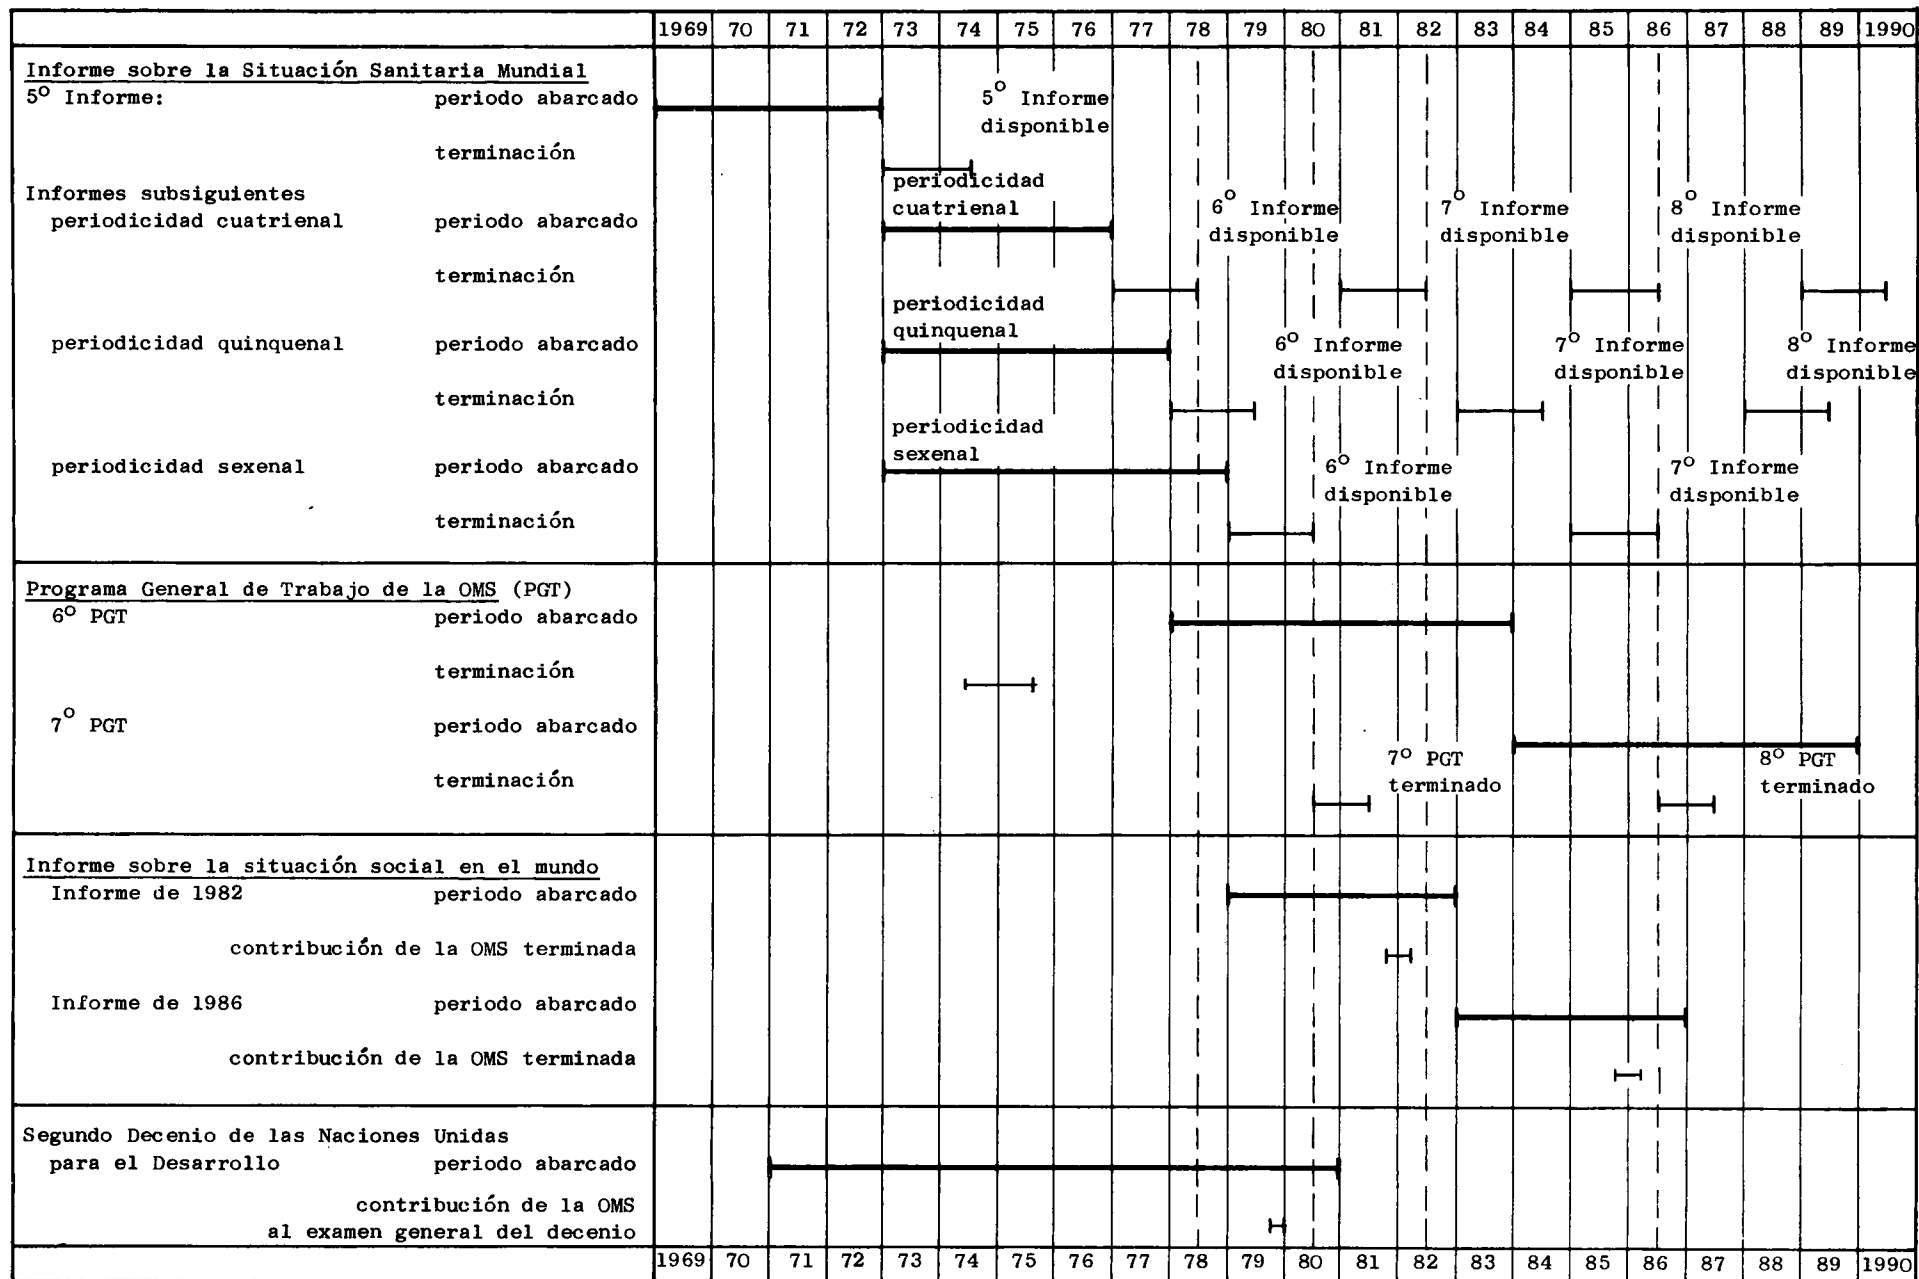 1969 70 71 72 73 74 75 76 77 78 79 80 81 82 83 84 85 86 87 88 89 1990
Informe sobre la Situación Sanitaria Mundial
5º Informe: periodo abarcado
5º Informe
disponible
terminación
periodicidad
cuatrienal
Informes subsiguientes
periodicidad cuatrienal periodo abarcado
6º Informe
disponible
7º Informe
disponible
8º Informe
disponible
terminación
periodicidad
quinquenal
periodicidad quinquenal periodo abarcado
6º Informe
disponible
7º Informe
disponible
8º Informe
disponible
terminación
periodicidad
sexenal
periodicidad sexenal periodo abarcado
6º Informe
disponible
7º Informe
disponible
terminación
Programa General de Trabajo de la OMS (PGT)
6º PGT periodo abarcado
terminación
7º PGT periodo abarcado
7º PGT
terminado
8º PGT
terminado
terminación
Informe sobre la situación social en el mundo
Informe de 1982 periodo abarcado
contribución de la OMS terminada
Informe de 1986 periodo abarcado
contribución de la OMS terminada
Segundo Decenio de las Naciones Unidas
para el Desarrollo periodo abarcado
contribución de la OMS
al examen general del decenio
1969 70 71 72 73 74 75 76 77 78 79 80 81 82 83 84 85 86 87 88 89 1990